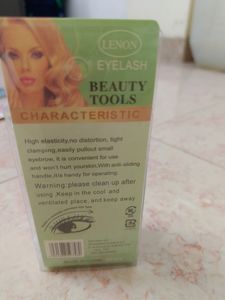 LENON
EYELASH
BEAUTY
TOOLS
CHARACTERISTIC
High elasticity,no distortion, tight
clamping,easily pullout small
eyebrow, It is convenient for use
and won't hurt yourskin.With anti-sliding
handle,It is handy for operating.
Warning:please clean up after
using ,Keep in the cool and
ventilated place, and keep away